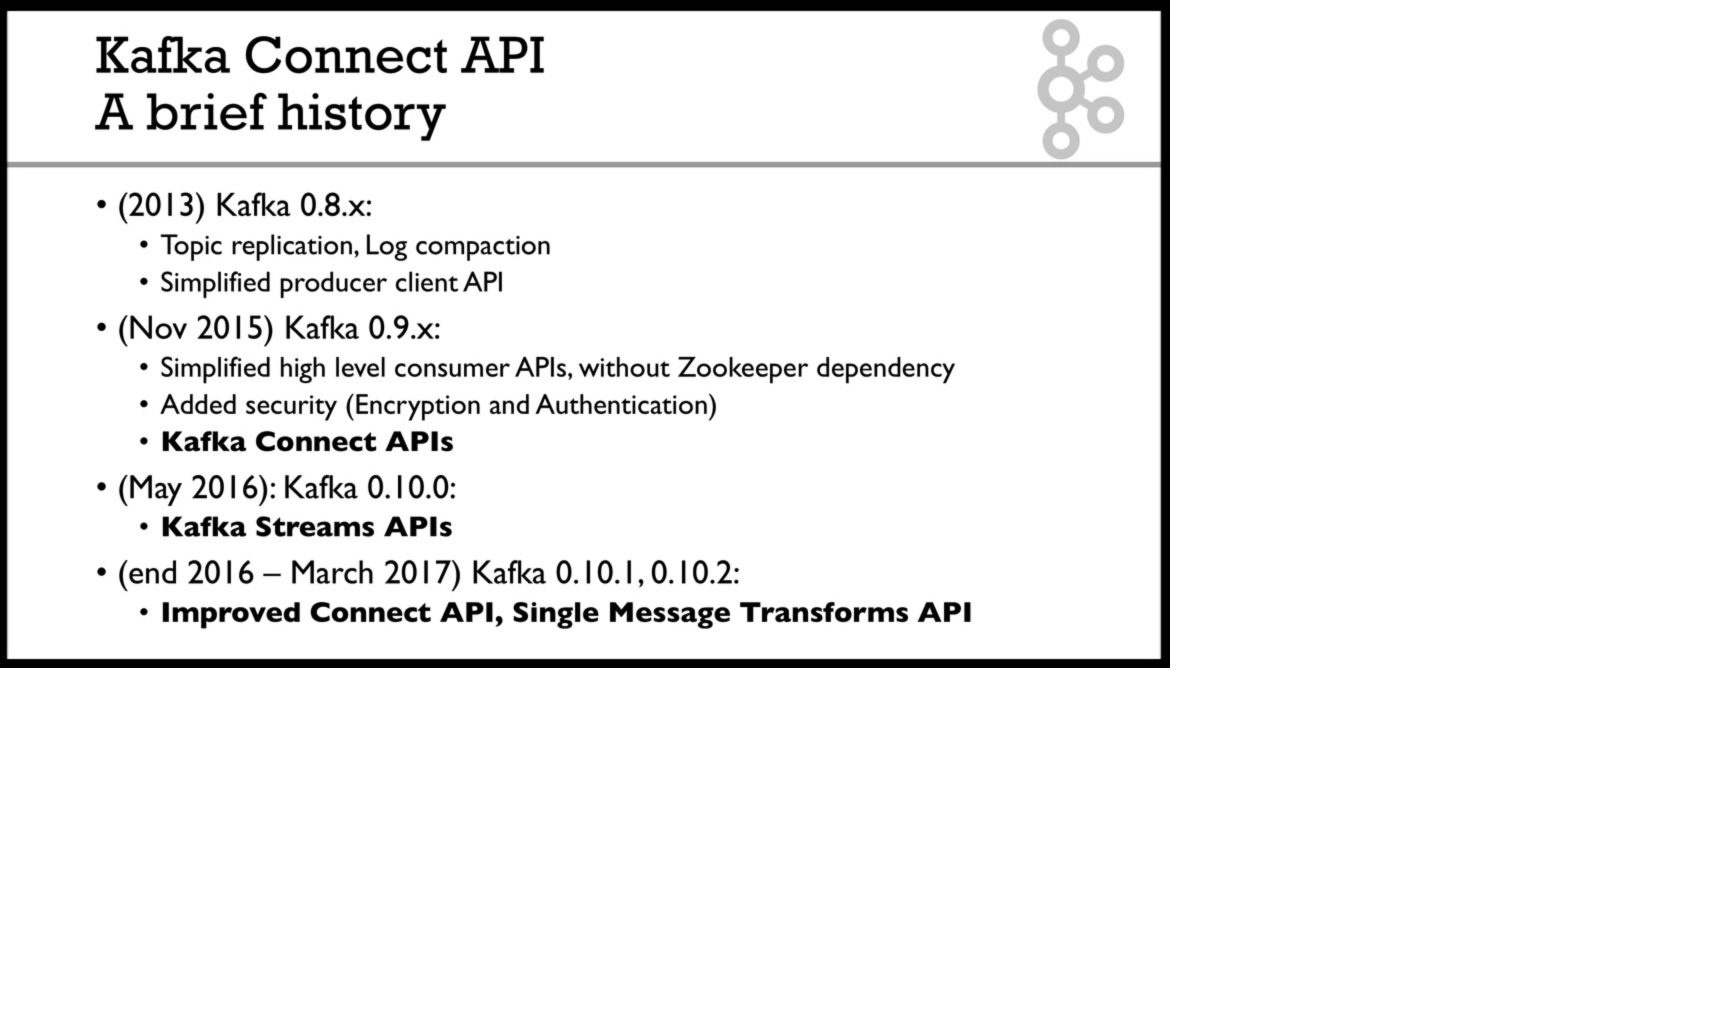 Kafka Connect API
A brief history
• (2013) Kafka 0.8.x:
• Topic replication, Log compaction
• Simplified producer client API
• (Nov 2015) Kafka 0.9.x:
• Simplified high level consumer APIs, without Zookeeper dependency
• Added security (Encryption and Authentication)
• Kafka Connect APIs
• (May 2016): Kafka 0.10.0:
• Kafka Streams APIs
• (end 2016 – March 2017) Kafka 0.10.1, 0.10.2:
• Improved Connect API, Single Message Transforms API